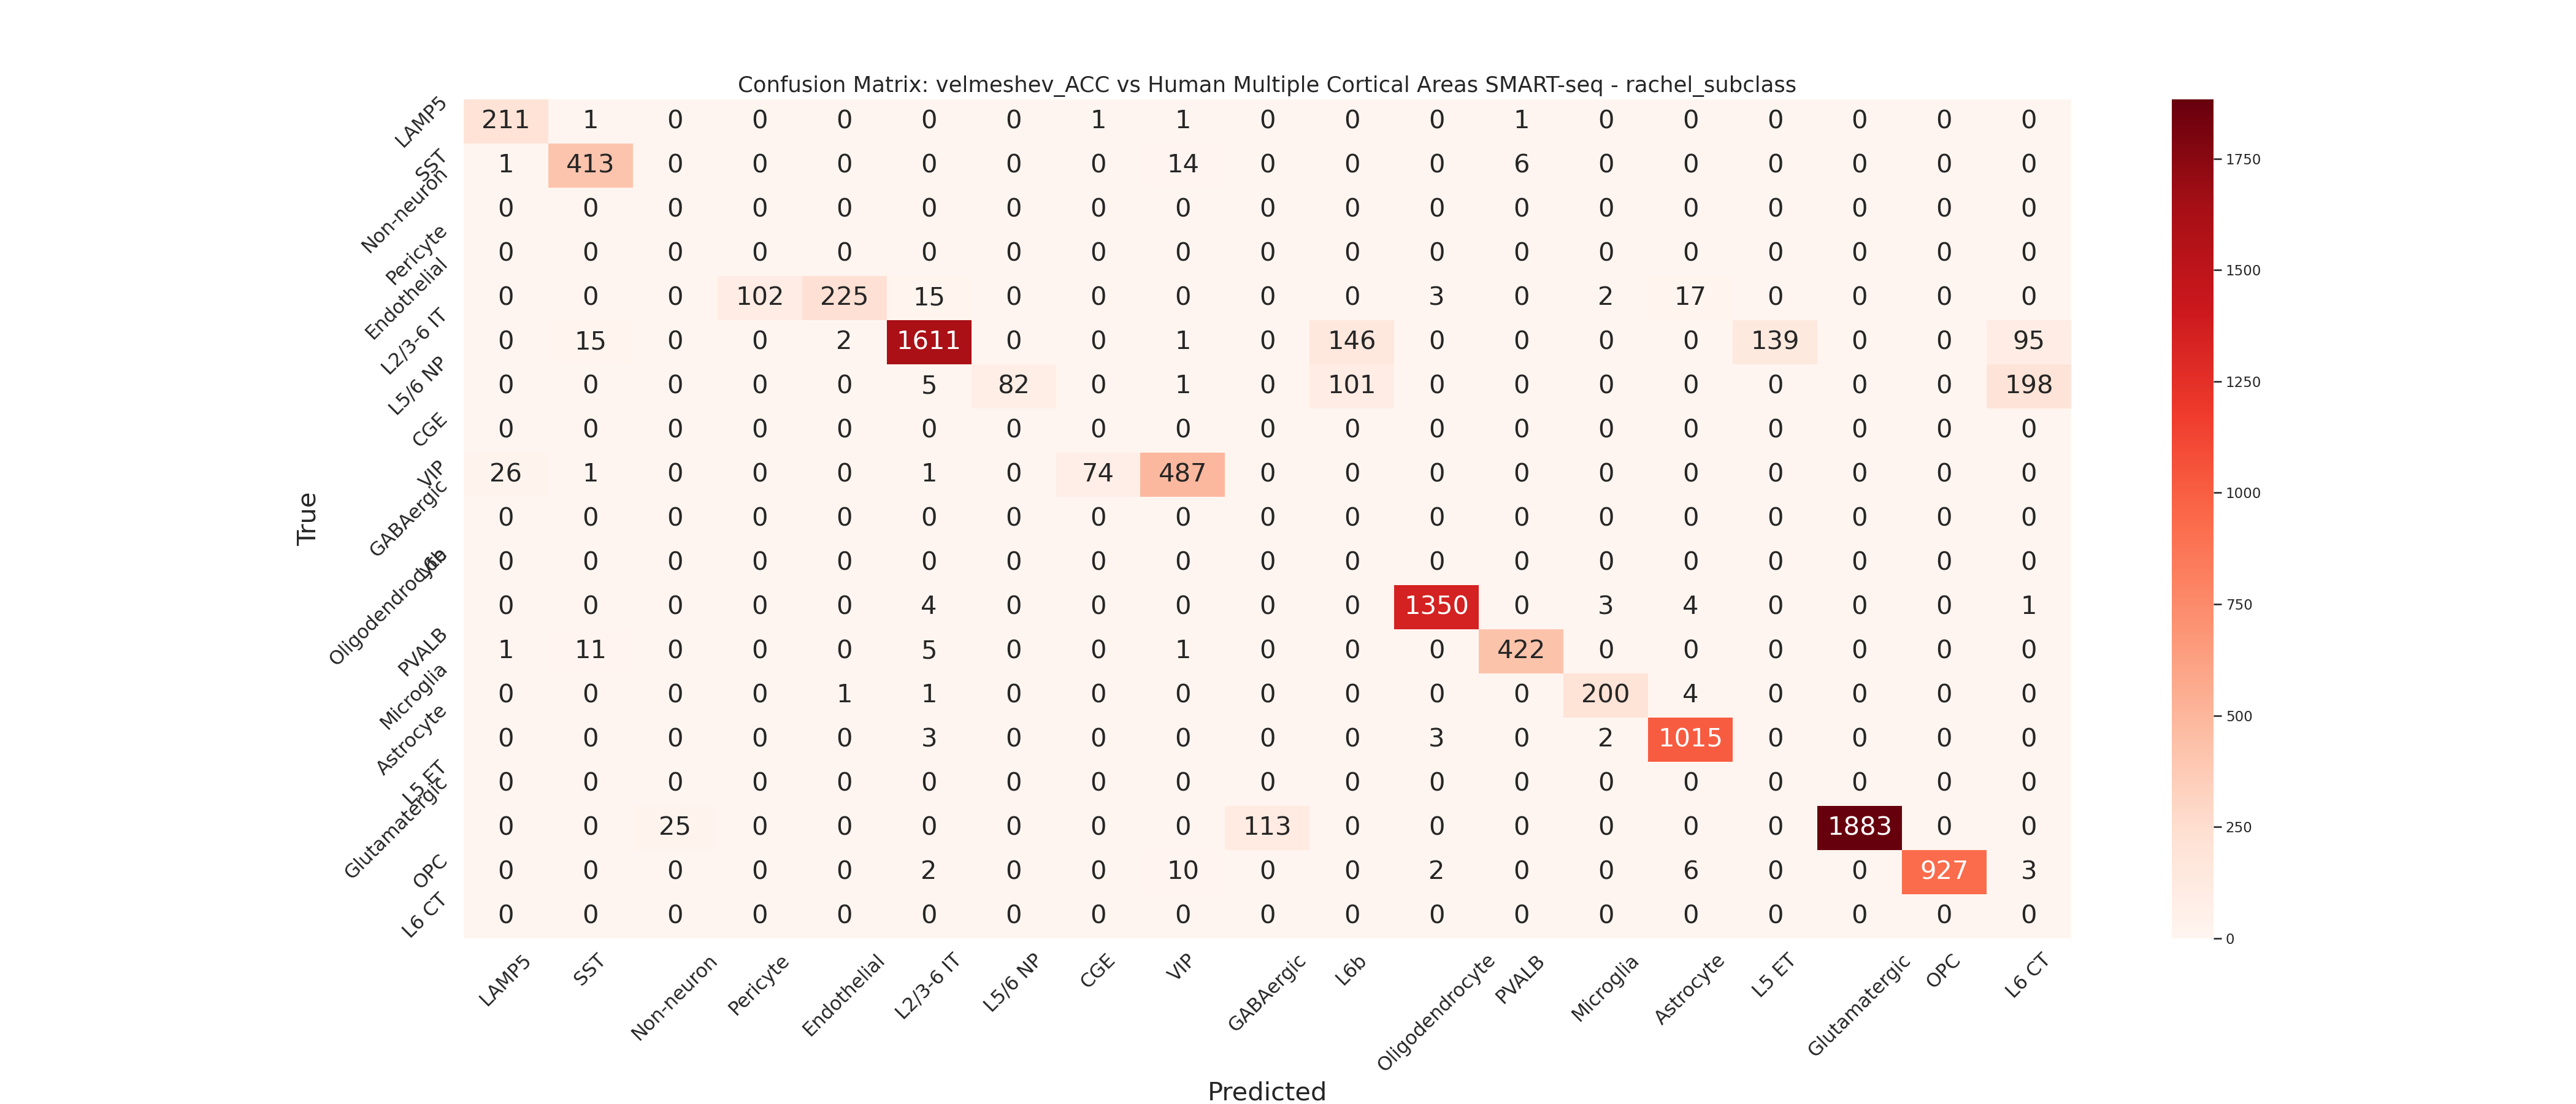 Confusion Matrix: velmeshev_ACC vs Human Multiple Cortical Areas SMART-seq - rachel_subclass
LAMP5 211 1 0 0 0 0 0 1 1 0 0 0 1 0 0 0 0 0 0
SST 1 413 0 0 0 0 0 0 14 0 0 0 6 0 0 0 0 0 0
Non-neuron 0 0 0 0 0 0 0 0 0 0 0 0 0 0 0 0 0 0 0
Pericyte 0 0 0 0 0 0 0 0 0 0 0 0 0 0 0 0 0 0 0
Endothelial 0 0 0 102 225 15 0 0 0 0 0 3 0 2 17 0 0 0 0
L2/3-6 IT 0 15 0 0 2 1611 0 0 1 0 146 0 0 0 0 139 0 0 95
L5/6 NP 0 0 0 0 0 5 82 0 1 0 101 0 0 0 0 0 0 0 198
CGE 0 0 0 0 0 0 0 0 0 0 0 0 0 0 0 0 0 0 0
VIP 26 1 0 0 0 1 0 74 487 0 0 0 0 0 0 0 0 0 0
GABAergic 0 0 0 0 0 0 0 0 0 0 0 0 0 0 0 0 0 0 0
L6b 0 0 0 0 0 0 0 0 0 0 0 0 0 0 0 0 0 0 0
Oligodendrocyte 0 0 0 0 0 4 0 0 0 0 0 1350 0 3 4 0 0 0 1
PVALB 1 11 0 0 0 5 0 0 1 0 0 0 422 0 0 0 0 0 0
Microglia 0 0 0 0 1 1 0 0 0 0 0 0 0 200 4 0 0 0 0
Astrocyte 0 0 0 0 0 3 0 0 0 0 0 3 0 2 1015 0 0 0 0
L5 ET 0 0 0 0 0 0 0 0 0 0 0 0 0 0 0 0 0 0 0
Glutamatergic 0 0 25 0 0 0 0 0 0 113 0 0 0 0 0 0 1883 0 0
OPC 0 0 0 0 0 2 0 0 10 0 0 2 0 0 6 0 0 927 3
L6 CT 0 0 0 0 0 0 0 0 0 0 0 0 0 0 0 0 0 0 0
True
LAMP5 SST Non-neuron Pericyte Endothelial L2/3-6 IT L5/6 NP CGE VIP GABAergic L6b Oligodendrocyte PVALB Microglia Astrocyte L5 ET Glutamatergic OPC L6 CT
Predicted
1750
1500
1250
1000
750
500
250
0